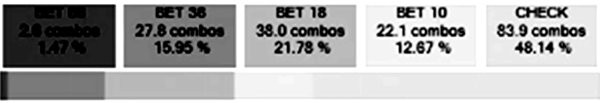 BET
2.6 combos
1.47 %
BET 36
27.8 combos
15.95 %
BET 18
38.0 combos
21.78 %
BET 10
22.1 combos
12.67 %
CHECK
83.9 combos
48.14 %